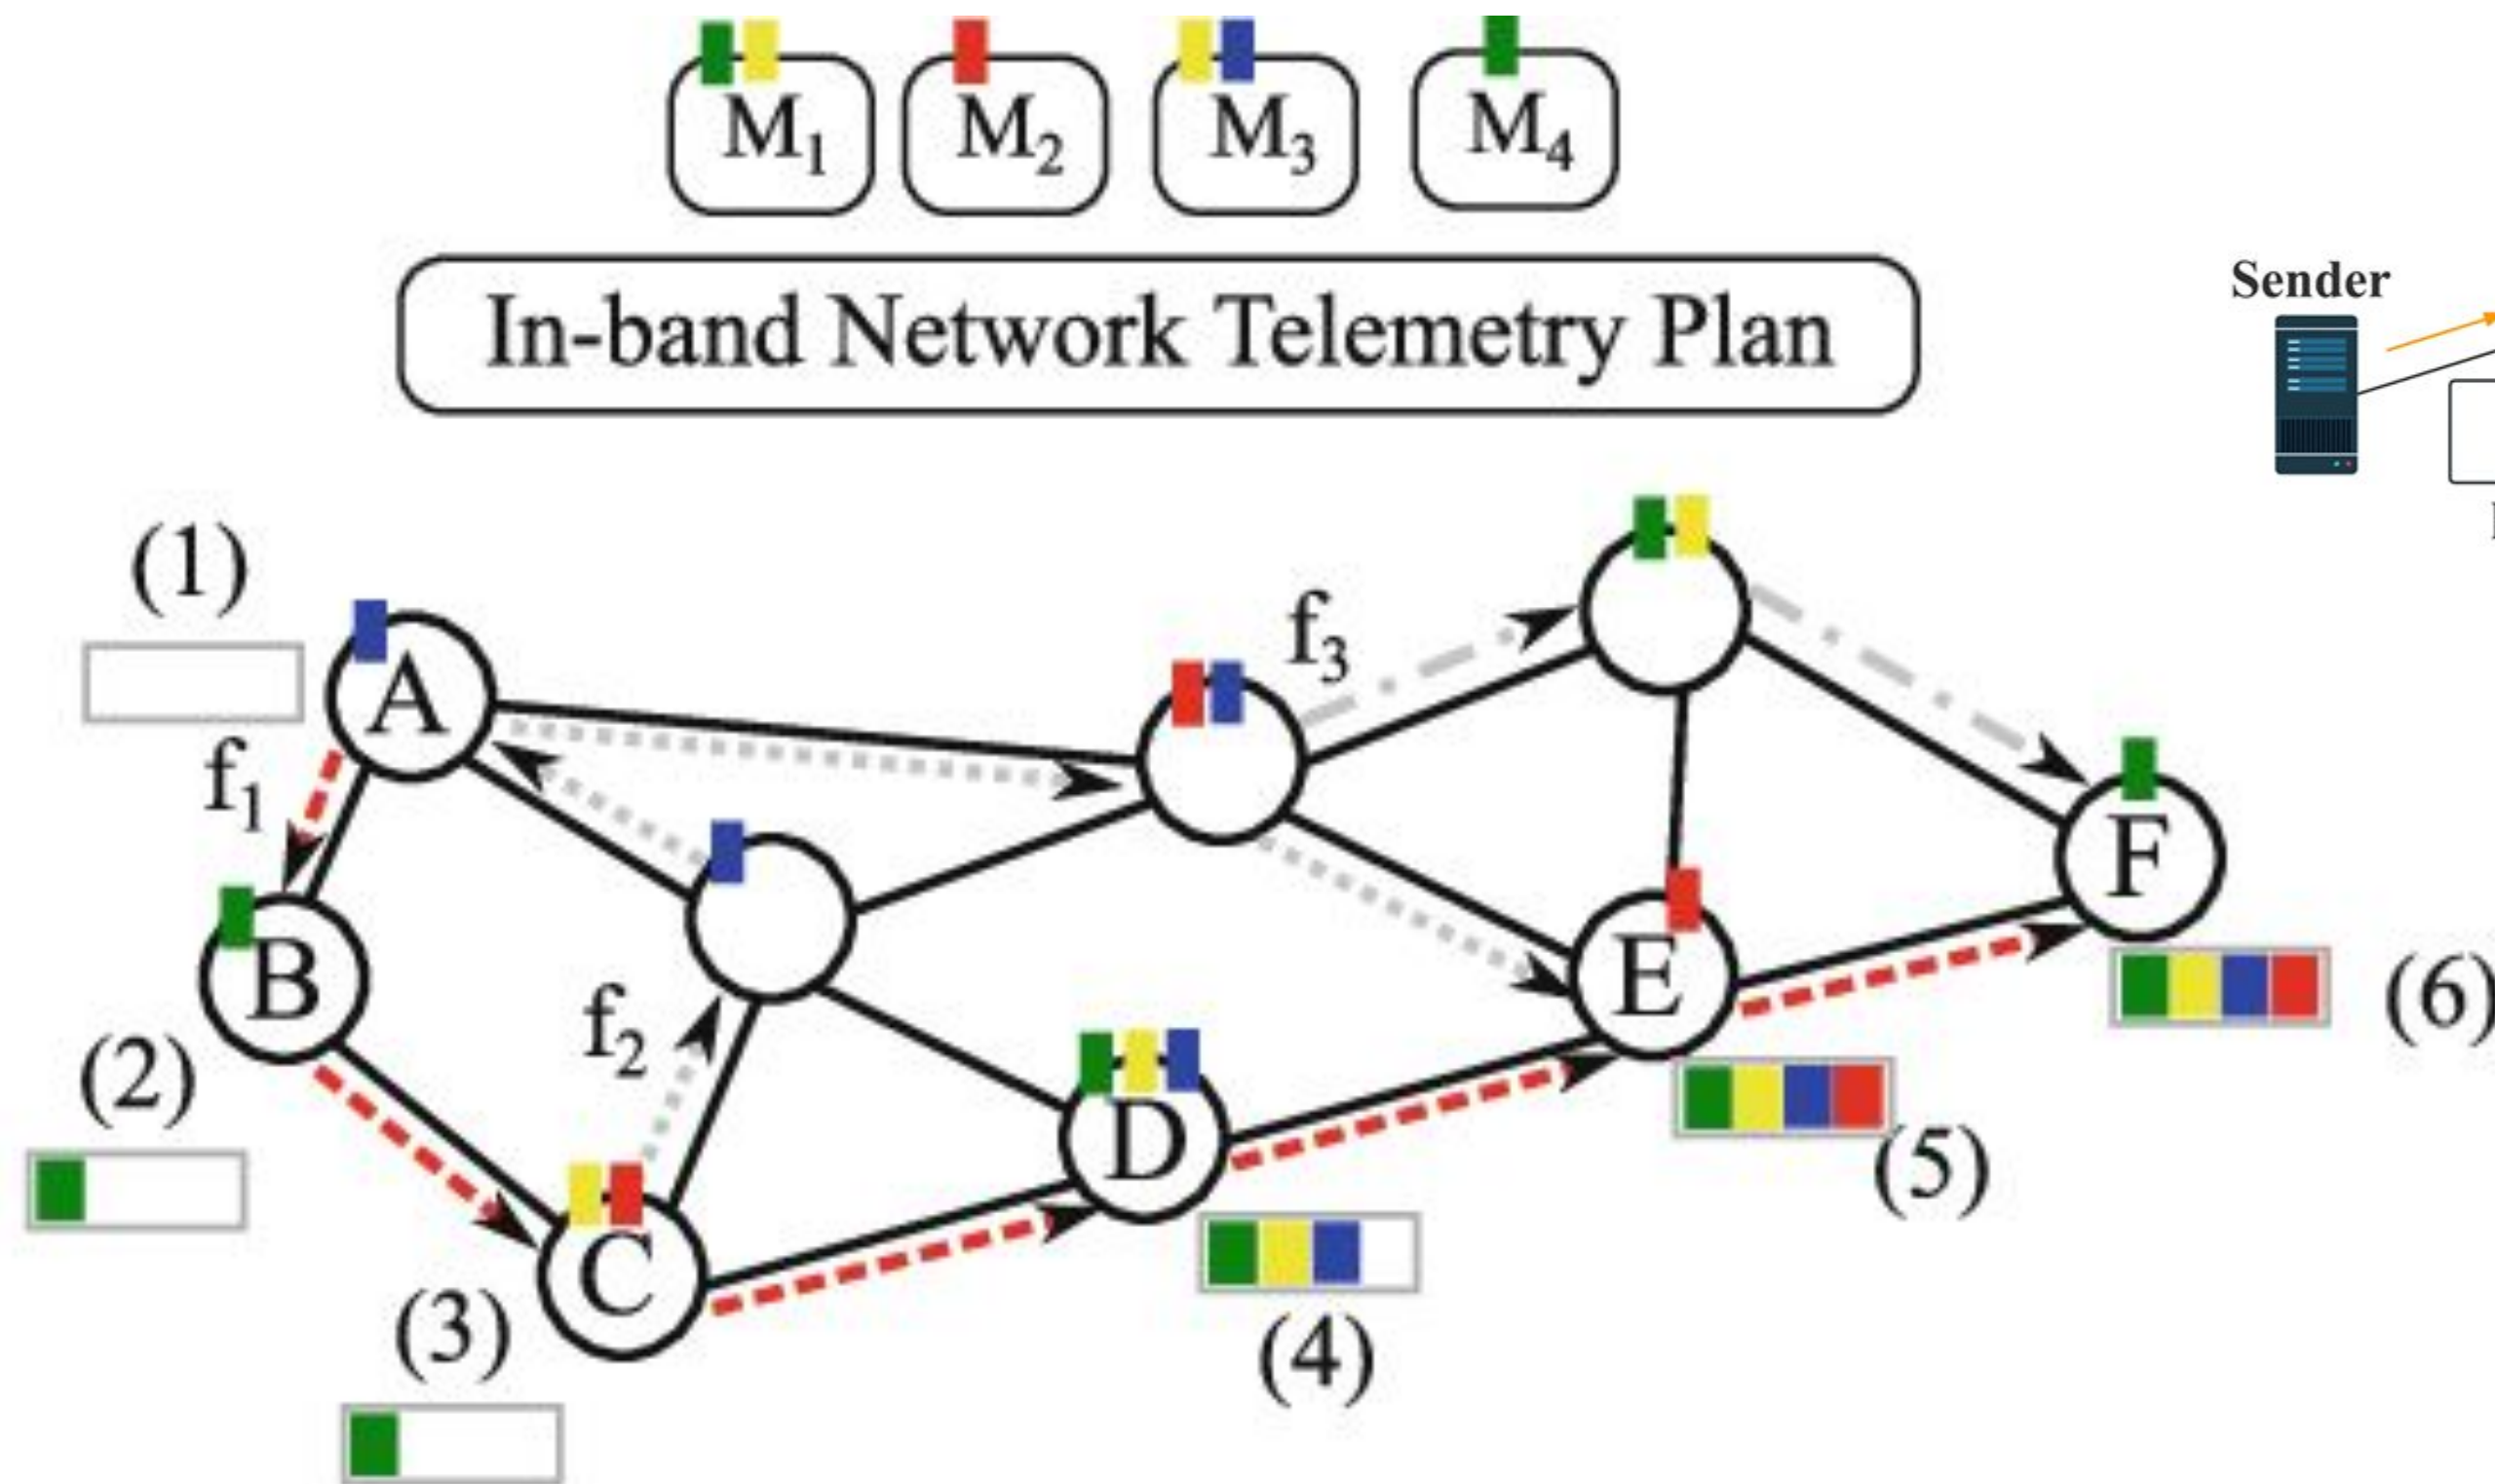 M1 M2 M3 M4
In-band Network Telemetry Plan
Sender
(1)
f3
A
f1
F
B
E
(6)
f2
(2)
D
(5)
C
(3)
(4)